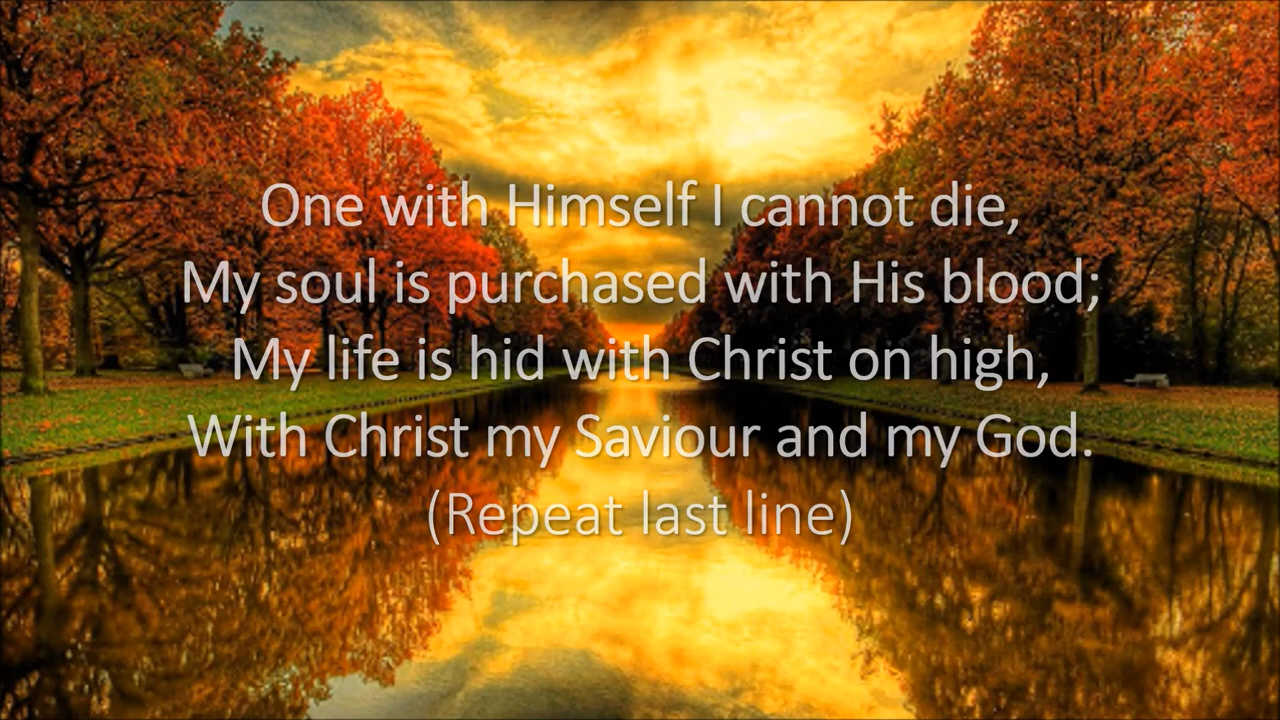 One with Himself I cannot die,
My soul is purchased with His blood;
My life is hid with Christ on high,
With Christ my Saviour and my God.
(Repeat last line)